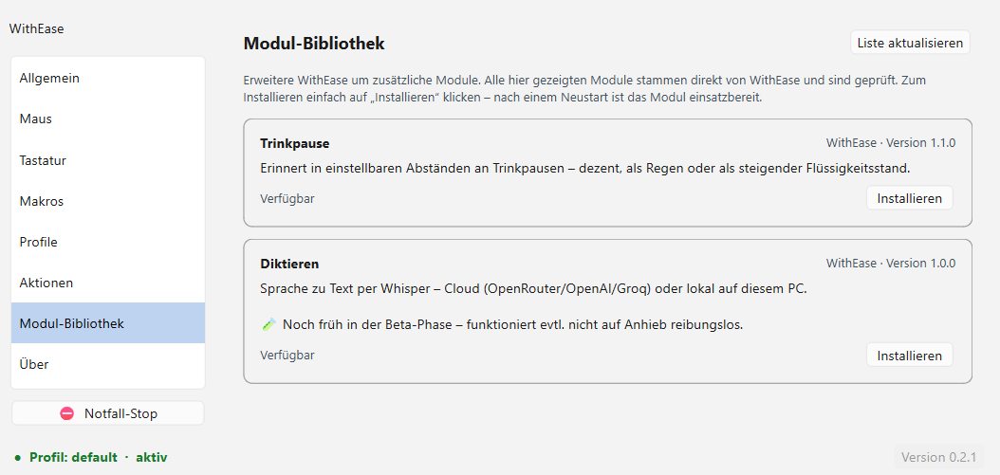 WithEase
Allgemein
Maus
Tastatur
Makros
Profile
Aktionen
Modul-Bibliothek
Über
Notfall-Stop
● Profil: default · aktiv
Modul-Bibliothek
Liste aktualisieren
Erweitere WithEase um zusätzliche Module. Alle hier gezeigten Module stammen direkt von WithEase und sind geprüft. Zum
Installieren einfach auf „Installieren“ klicken – nach einem Neustart ist das Modul einsatzbereit.
Trinkpause
WithEase · Version 1.1.0
Erinnert in einstellbaren Abständen an Trinkpausen – dezent, als Regen oder als steigender Flüssigkeitsstand.
Verfügbar
Installieren
Diktieren
WithEase · Version 1.0.0
Sprache zu Text per Whisper – Cloud (OpenRouter/OpenAI/Groq) oder lokal auf diesem PC.
🧪 Noch früh in der Beta-Phase – funktioniert evtl. nicht auf Anhieb reibungslos.
Verfügbar
Installieren
Version 0.2.1